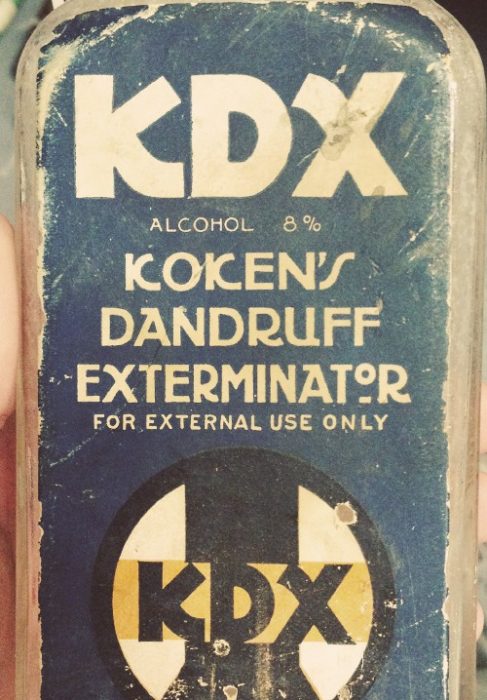 KDX
ALCOHOL 8%
KOKEN'S
DANDRUFF
EXTERMINATOR
FOR EXTERNAL USE ONLY
KDX